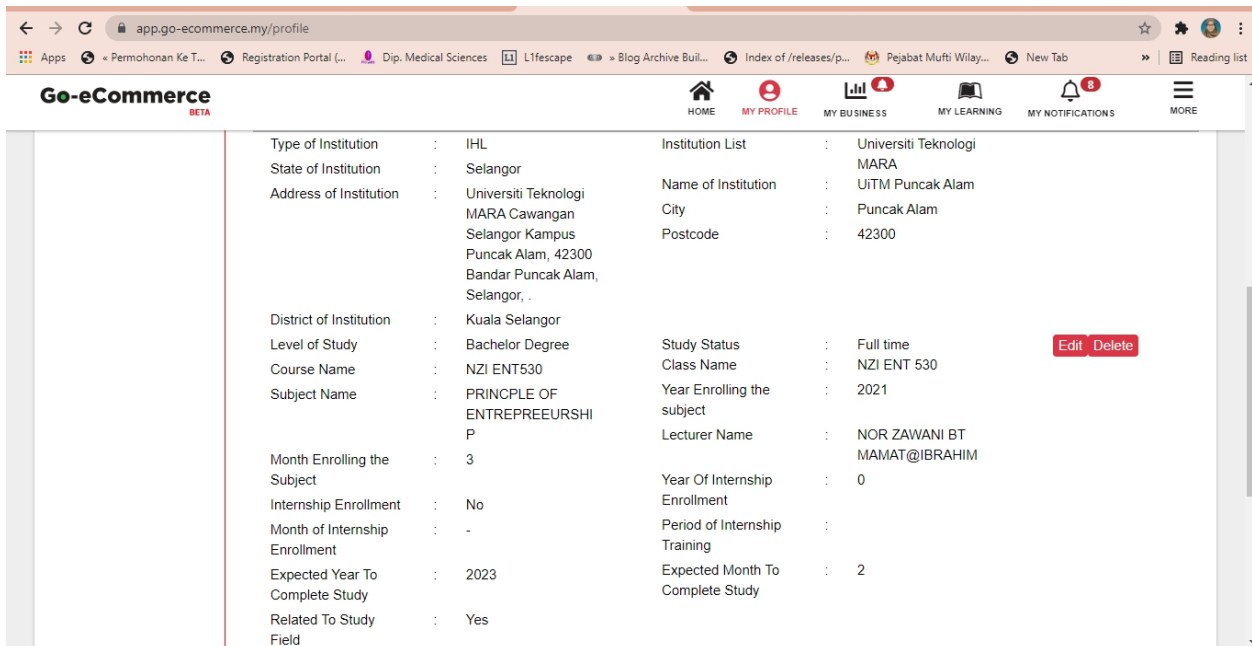 app.go-ecommerce.my/profile
Apps « Permohonan Ke T... Registration Portal (... Dip. Medical Sciences L1 L1fescape » Blog Archive Buil... Index of /releases/p... Pejabat Mufti Wilay... New Tab » Reading list
Go-eCommerce
BETA
HOME MY PROFILE MY BUSINESS MY LEARNING 8 MY NOTIFICATIONS MORE
Type of Institution : IHL
State of Institution : Selangor
Address of Institution : Universiti Teknologi
MARA Cawangan
Selangor Kampus
Puncak Alam, 42300
Bandar Puncak Alam,
Selangor, .
Institution List : Universiti Teknologi
MARA
Name of Institution : UiTM Puncak Alam
City : Puncak Alam
Postcode : 42300
District of Institution : Kuala Selangor
Level of Study : Bachelor Degree
Course Name : NZI ENT530
Subject Name : PRINCPLE OF
ENTREPREEURSHI
P
Month Enrolling the : 3
Subject
Internship Enrollment : No
Month of Internship : -
Enrollment
Expected Year To : 2023
Complete Study
Related To Study : Yes
Field
Study Status : Full time
Class Name : NZI ENT 530
Year Enrolling the : 2021
subject
Lecturer Name : NOR ZAWANI BT
MAMAT@IBRAHIM
Year Of Internship : 0
Enrollment
Period of Internship :
Training
Expected Month To : 2
Complete Study
Edit Delete